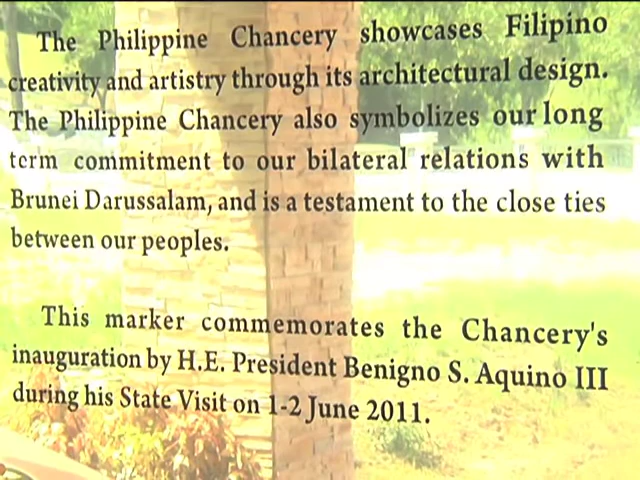 The Philippine Chancery showcases Filipino
creativity and artistry through its architectural design.
The Philippine Chancery also symbolizes our long
term commitment to our bilateral relations with
Brunei Darussalam, and is a testament to the close ties
between our peoples.
This marker commemorates the Chancery's
inauguration by H.E. President Benigno S. Aquino III
during his State Visit on 1-2 June 2011.